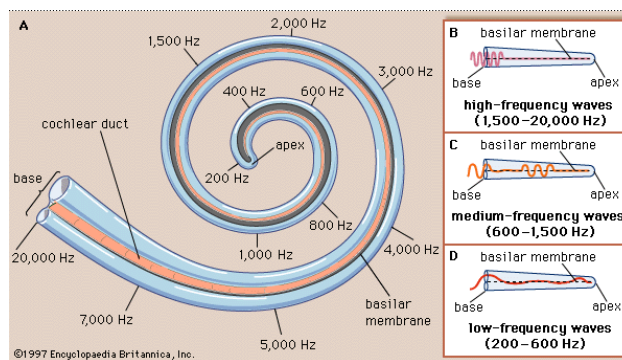 A
2,000 Hz
1,500 Hz
3,000 Hz
400 Hz
600 Hz
cochlear duct
apex
200 Hz
base
800 Hz
1,000 Hz
4,000 Hz
20,000 Hz
basilar
membrane
7,000 Hz
5,000 Hz
©1997 Encyclopaedia Britannica, Inc.
B
basilar membrane
base
apex
high-frequency waves
(1,500–20,000 Hz)
C
basilar membrane
base
apex
medium-frequency waves
(600–1,500 Hz)
D
basilar membrane
base
apex
low-frequency waves
(200–600 Hz)